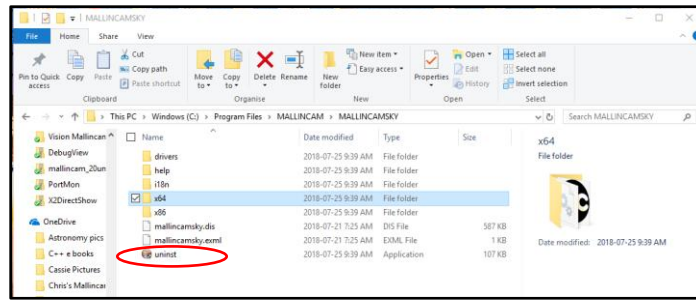 MALLINCAMSKY
File Home Share View
Pin to Quick access
Copy
Paste
Cut
Copy path
Paste shortcut
Clipboard
Move to
Copy to
Delete
Rename
Organise
New folder
New item
Easy access
New
Properties
Open
Edit
History
Open
Select all
Select none
Invert selection
Select
This PC > Windows (C:) > Program Files > MALLINCAM > MALLINCAMSKY
Search MALLINCAMSKY
Vision Mallincan
DebugView
mallincam_20un
PortMon
X2DirectShow
OneDrive
Astronomy pics
C++ e books
Cassie Pictures
Chris's Mallincar
Name Date modified Type Size
drivers 2018-07-25 9:39 AM File folder
help 2018-07-25 9:39 AM File folder
i18n 2018-07-25 9:39 AM File folder
x64 2018-07-25 9:39 AM File folder
x86 2018-07-25 9:39 AM File folder
mallincamsky.dis 2018-07-21 7:25 AM DIS File 587 KB
mallincamsky.exml 2018-07-21 7:25 AM EXML File 1 KB
uninst 2018-07-25 9:39 AM Application 107 KB
x64
File folder
Date modified: 2018-07-25 9:39 AM